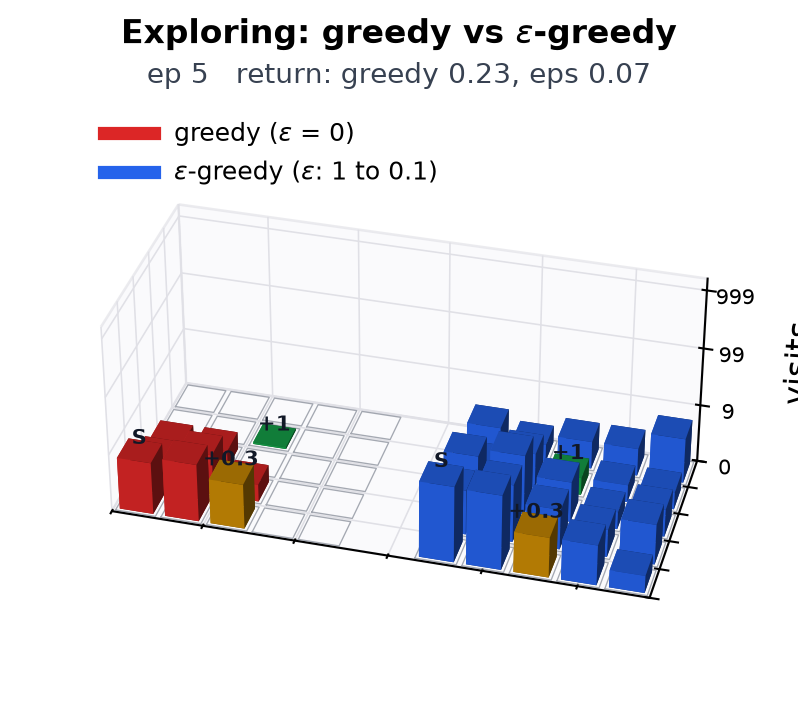 Exploring: greedy vs ε-greedy
ep 5   return: greedy 0.23, eps 0.07
greedy (ε = 0)
ε-greedy (ε: 1 to 0.1)
999
99
9
0
visits
S
+1
+0.3
S
+1
+0.3